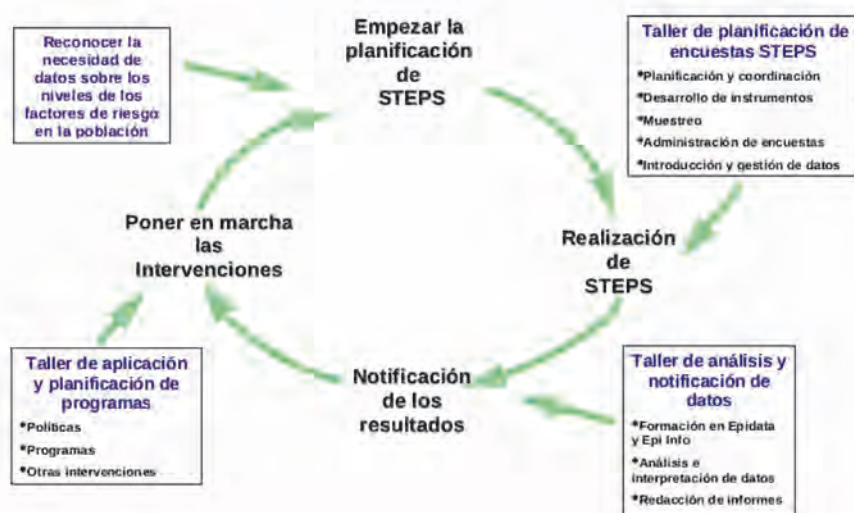 Reconocer la
necesidad de
datos sobre los
niveles de los
factores de riesgo
en la población
Empezar la
planificación
de
STEPS
Taller de planificación de
encuestas STEPS
*Planificación y coordinación
*Desarrollo de instrumentos
*Muestreo
*Administración de encuestas
*Introducción y gestión de datos
Poner en marcha
las
Intervenciones
Realización
de
STEPS
Taller de aplicación
y planificación de
programas
*Políticas
*Programas
*Otras intervenciones
Notificación
de los
resultados
Taller de análisis y
notificación de
datos
*Formación en Epidata
y Epi Info
*Análisis e
interpretación de datos
*Redacción de informes